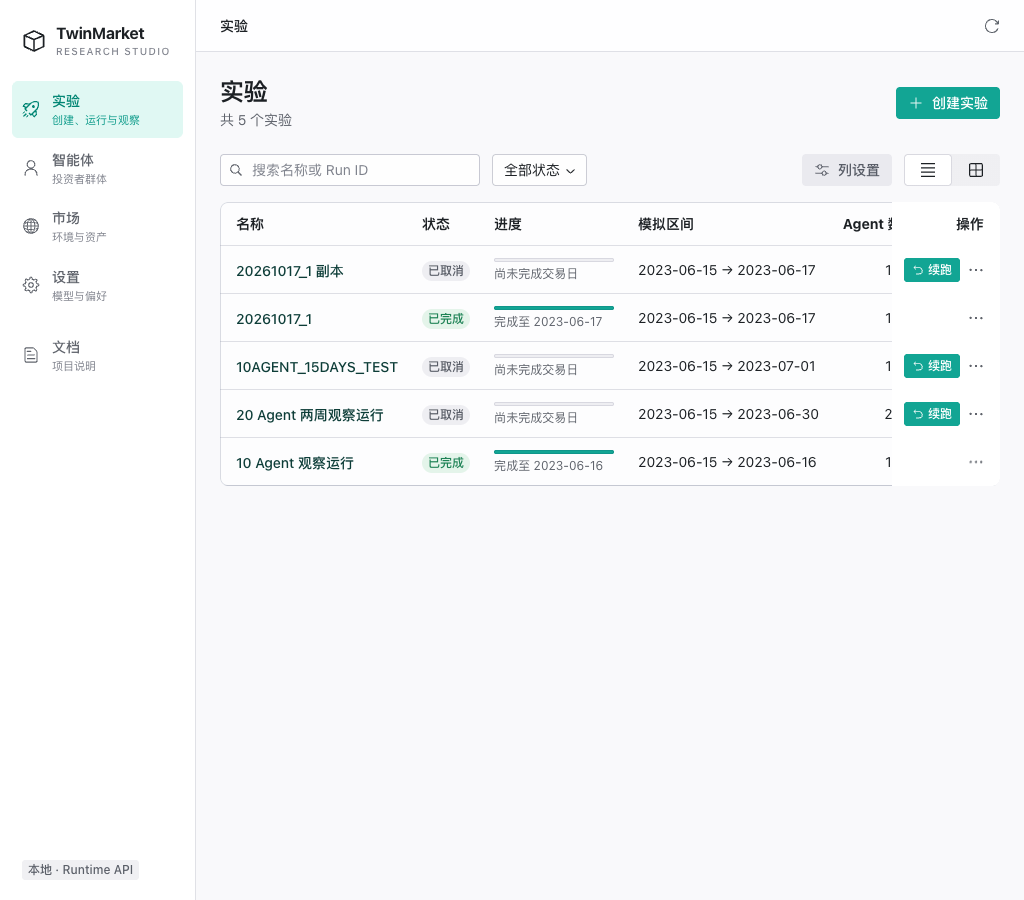 TwinMarket
RESEARCH STUDIO
实验
创建、运行与观察
智能体
投资者群体
市场
环境与资产
设置
模型与偏好
文档
项目说明
本地 · Runtime API
实验
实验
共 5 个实验
创建实验
搜索名称或 Run ID
全部状态
列设置
名称 状态 进度 模拟区间 Agent 操作
20261017_1 副本 已取消 尚未完成交易日 2023-06-15 → 2023-06-17 1 续跑 ···
20261017_1 已完成 完成至 2023-06-17 2023-06-15 → 2023-06-17 1 ···
10AGENT_15DAYS_TEST 已取消 尚未完成交易日 2023-06-15 → 2023-07-01 1 续跑 ···
20 Agent 两周观察运行 已取消 尚未完成交易日 2023-06-15 → 2023-06-30 2 续跑 ···
10 Agent 观察运行 已完成 完成至 2023-06-16 2023-06-15 → 2023-06-16 1 ···